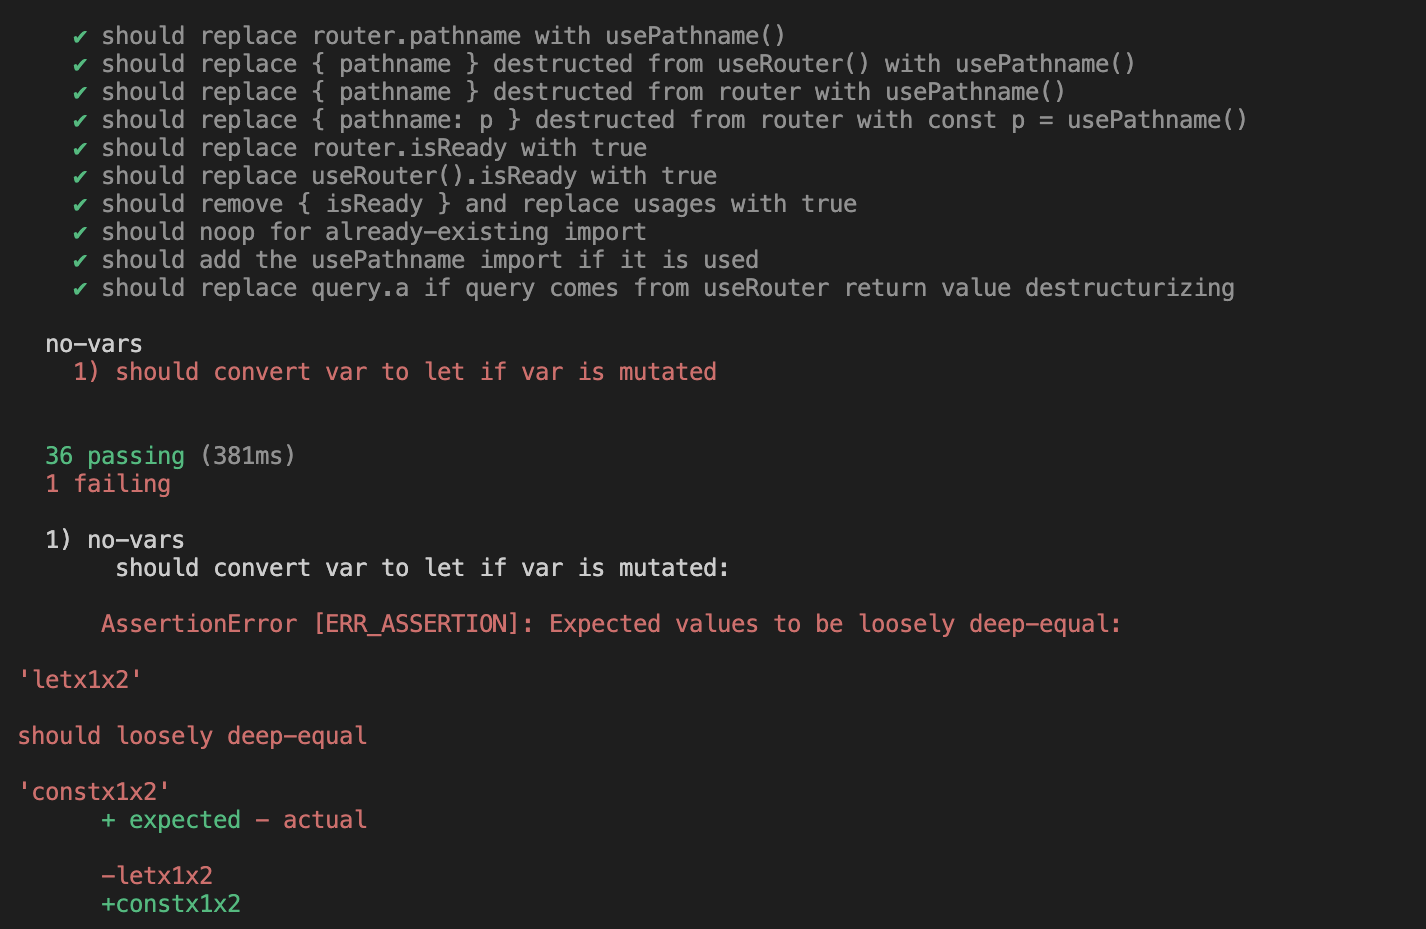 ✔ should replace router.pathname with usePathname()
✔ should replace { pathname } destructed from useRouter() with usePathname()
✔ should replace { pathname } destructed from router with usePathname()
✔ should replace { pathname: p } destructed from router with const p = usePathname()
✔ should replace router.isReady with true
✔ should replace useRouter().isReady with true
✔ should remove { isReady } and replace usages with true
✔ should noop for already-existing import
✔ should add the usePathname import if it is used
✔ should replace query.a if query comes from useRouter return value destructurizing
no-vars
1) should convert var to let if var is mutated
36 passing (381ms)
1 failing
1) no-vars
should convert var to let if var is mutated:
AssertionError [ERR_ASSERTION]: Expected values to be loosely deep-equal:
'letx1x2'
should loosely deep-equal
'constx1x2'
+ expected - actual
-letx1x2
+constx1x2